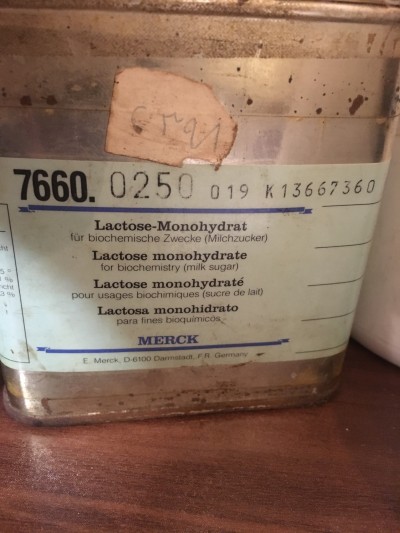 7660. 0250 019 K13667360
Lactose-Monohydrat
für biochemische Zwecke (Milchzucker)
Lactose monohydrate
for biochemistry (milk sugar)
Lactose monohydraté
pour usages biochimiques (sucre de lait)
Lactosa monohidrato
para fines bioquímicos
MERCK
E. Merck, D-6100 Darmstadt, F.R. Germany